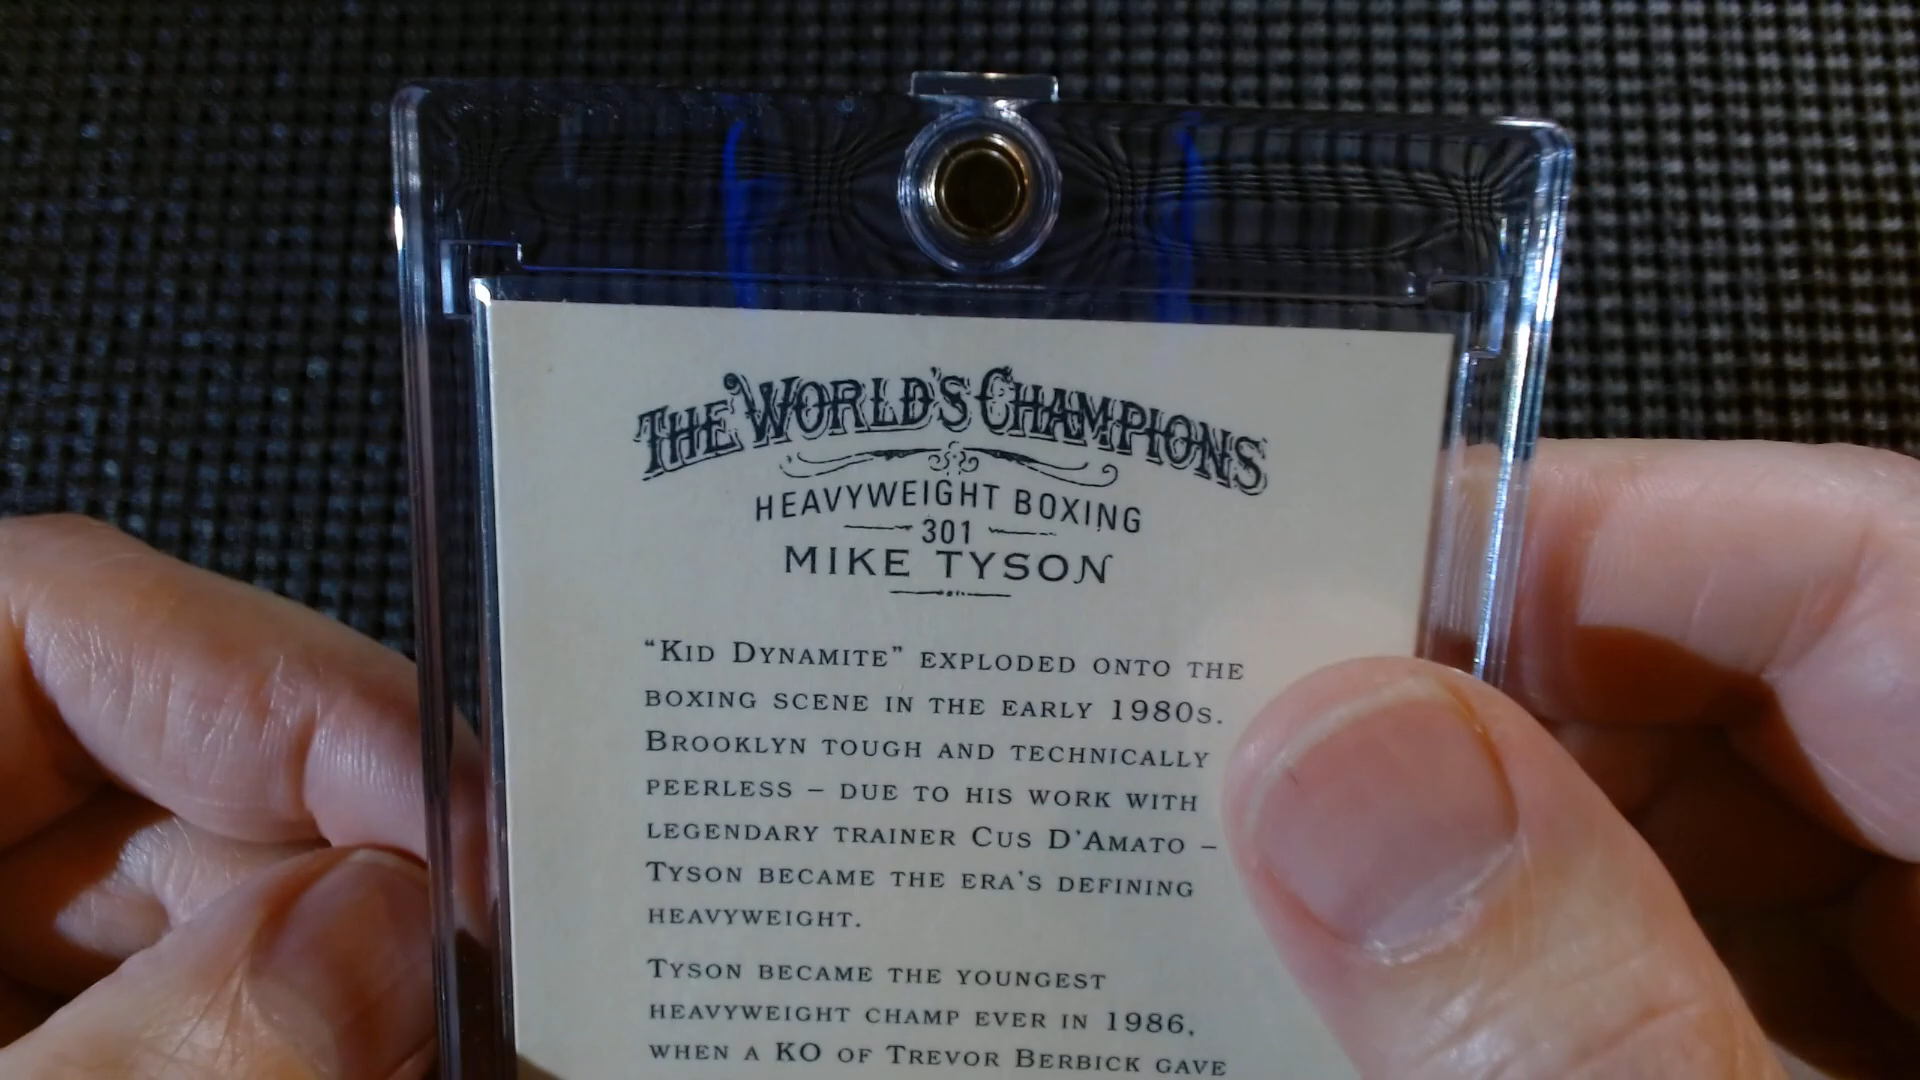 THE WORLD'S CHAMPIONS
HEAVYWEIGHT BOXING
301
MIKE TYSON
“KID DYNAMITE” EXPLODED ONTO THE
BOXING SCENE IN THE EARLY 1980S.
BROOKLYN TOUGH AND TECHNICALLY
PEERLESS – DUE TO HIS WORK WITH
LEGENDARY TRAINER CUS D'AMATO –
TYSON BECAME THE ERA'S DEFINING
HEAVYWEIGHT.
TYSON BECAME THE YOUNGEST
HEAVYWEIGHT CHAMP EVER IN 1986,
WHEN A KO OF TREVOR BERBICK GAVE